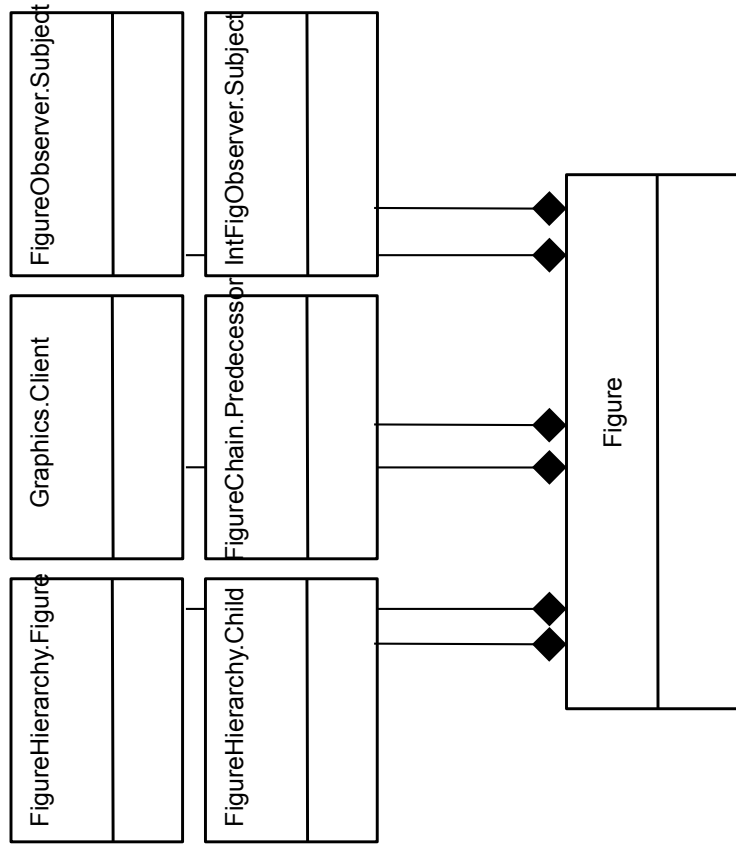 FigureHierarchy.Figure
Graphics.Client
FigureObserver.Subject
FigureHierarchy.Child
FigureChain.Predecessor
IntFigObserver.Subject
Figure